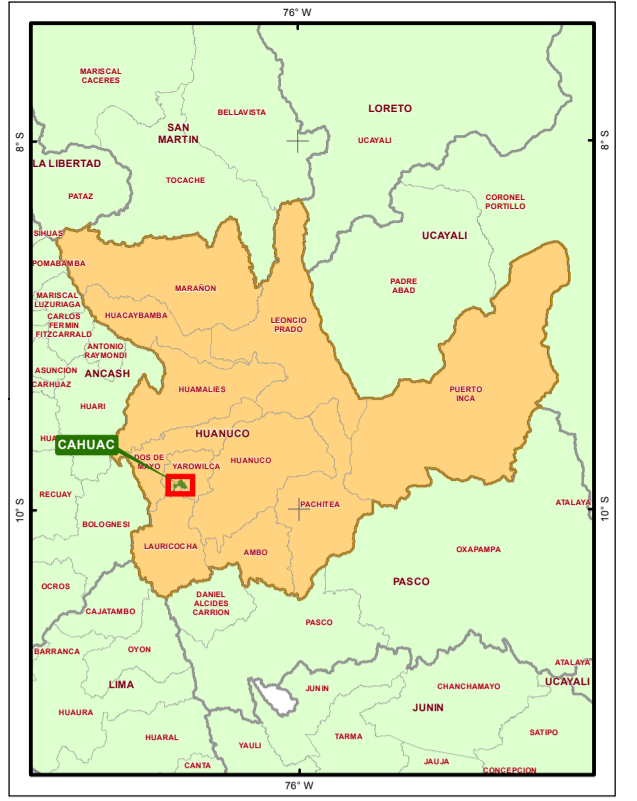 76° W
MARISCAL
CACERES
BELLAVISTA
LORETO
SAN
MARTIN
UCAYALI
8° S
8° S
LA LIBERTAD
TOCACHE
PATAZ
CORONEL
PORTILLO
SIHUAS
UCAYALI
POMABAMBA
PADRE
ABAD
MARAÑON
MARISCAL
LUZURIAGA
HUACAYBAMBA
CARLOS
FERMIN
FITZCARRALD
LEONCIO
PRADO
ANTONIO
RAYMONDI
ASUNCION
ANCASH
CARHUAZ
HUAMALIES
PUERTO
INCA
HUARI
HUANUCO
HUA
CAHUAC
DOS DE
MAYO
YAROWILCA
HUANUCO
RECUAY
PACHITEA
ATALAYA
10° S
10° S
BOLOGNESI
LAURICOCHA
AMBO
OXAPAMPA
PASCO
OCROS
DANIEL
ALCIDES
CARRION
CAJATAMBO
PASCO
BARRANCA
OYON
ATALAYA
LIMA
UCAYALI
JUNIN
CHANCHAMAYO
HUAURA
JUNIN
HUARAL
YAULI
TARMA
SATIPO
CANTA
JAUJA
CONCEPCION
76° W